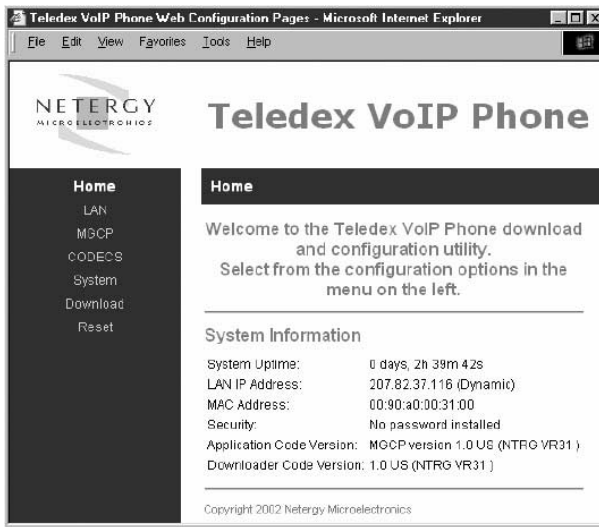 Teledex VoIP Phone Web Configuration Pages - Microsoft Internet Explorer
File Edit View Favorites Tools Help
NETERGY
MICROELECTRONICS
Teledex VoIP Phone
Home
LAN
MGCP
CODECS
System
Download
Reset
Home
Welcome to the Teledex VoIP Phone download
and configuration utility.
Select from the configuration options in the
menu on the left.
System Information
System Uptime: 0 days, 2h 39m 42s
LAN IP Address: 207.82.37.116 (Dynamic)
MAC Address: 00:90:a0:00:31:00
Security: No password installed
Application Code Version: MGCP version 1.0 US (NTRG VR31 )
Downloader Code Version: 1.0 US (NTRG VR31 )
Copyright 2002 Netergy Microelectronics